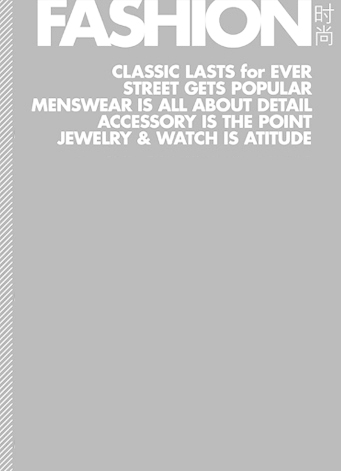 FASHION 时尚
CLASSIC LASTS for EVER
STREET GETS POPULAR
MENSWEAR IS ALL ABOUT DETAIL
ACCESSORY IS THE POINT
JEWELRY & WATCH IS ATITUDE